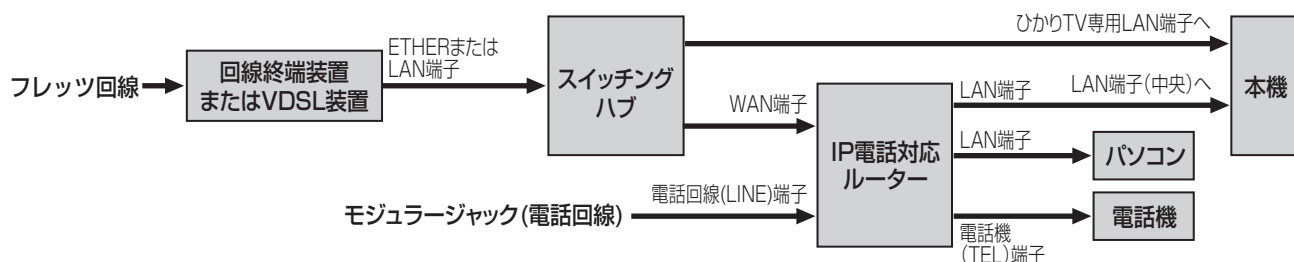 フレッツ回線
回線終端装置
またはVDSL装置
ETHERまたは
LAN端子
スイッチング
ハブ
ひかりTV専用LAN端子へ
WAN端子
IP電話対応
ルーター
LAN端子
LAN端子(中央)へ
本機
LAN端子
パソコン
モジュラージャック(電話回線)
電話回線(LINE)端子
電話機
(TEL)端子
電話機